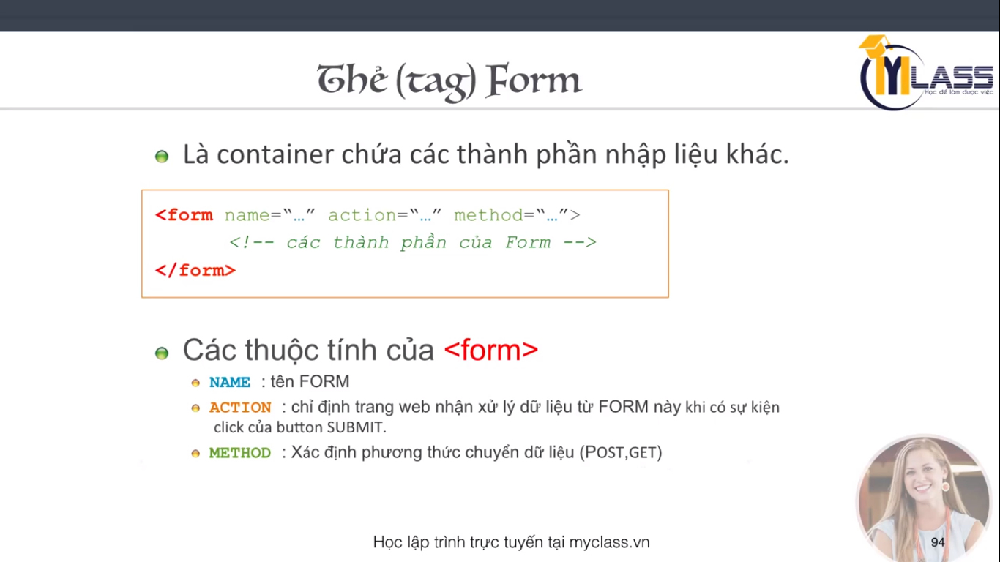 Thẻ (tag) Form
MYCLASS
Học để làm được việc
Là container chứa các thành phần nhập liệu khác.
<form name=“…” action=“…” method=“…”>
<!-- các thành phần của Form -->
</form>
Các thuộc tính của <form>
NAME : tên FORM
ACTION : chỉ định trang web nhận xử lý dữ liệu từ FORM này khi có sự kiện
click của button SUBMIT.
METHOD : Xác định phương thức chuyển dữ liệu (POST,GET)
Học lập trình trực tuyến tại myclass.vn
94